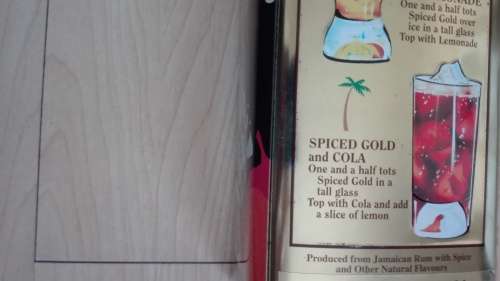 One and a half tots
Spiced Gold over
ice in a tall glass
Top with Lemonade
SPICED GOLD
and COLA
One and a half tots
Spiced Gold in a
tall glass
Top with Cola and add
a slice of lemon
Produced from Jamaican Rum with Spice
and Other Natural Flavours